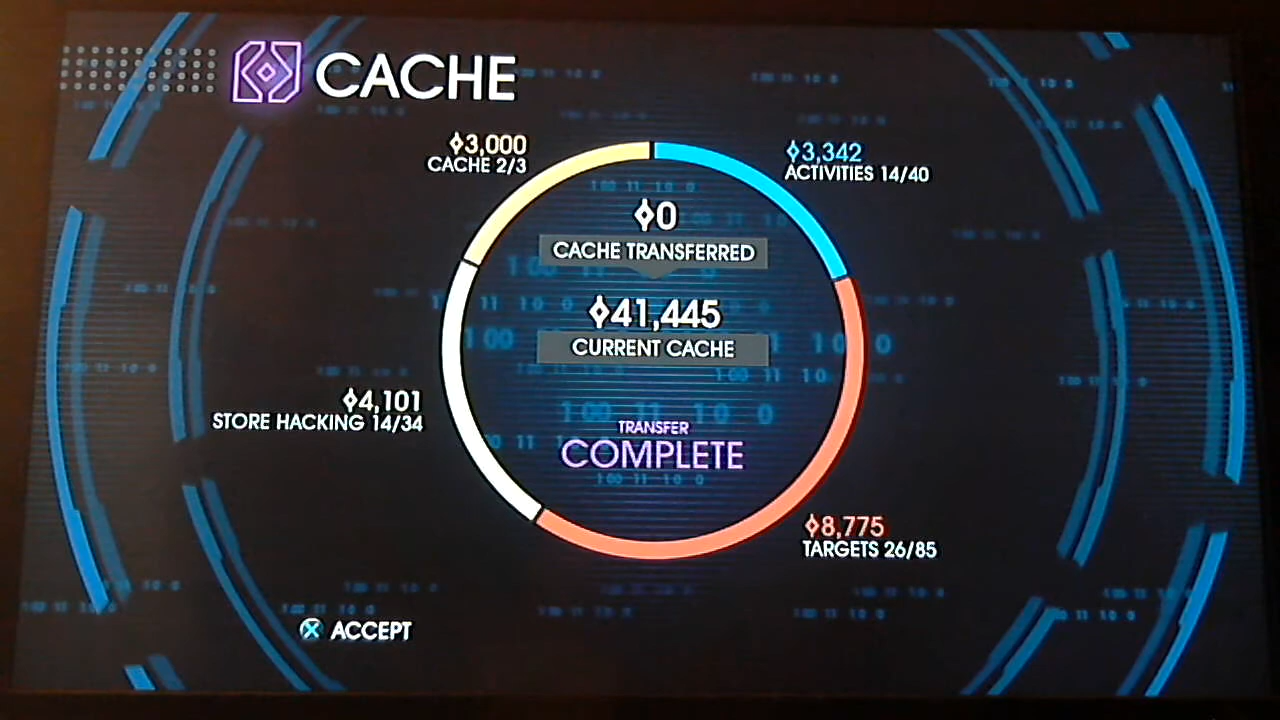 CACHE
3,000
CACHE 2/3
3,342
ACTIVITIES 14/40
0
CACHE TRANSFERRED
41,445
CURRENT CACHE
4,101
STORE HACKING 14/34
TRANSFER
COMPLETE
8,775
TARGETS 26/85
ACCEPT